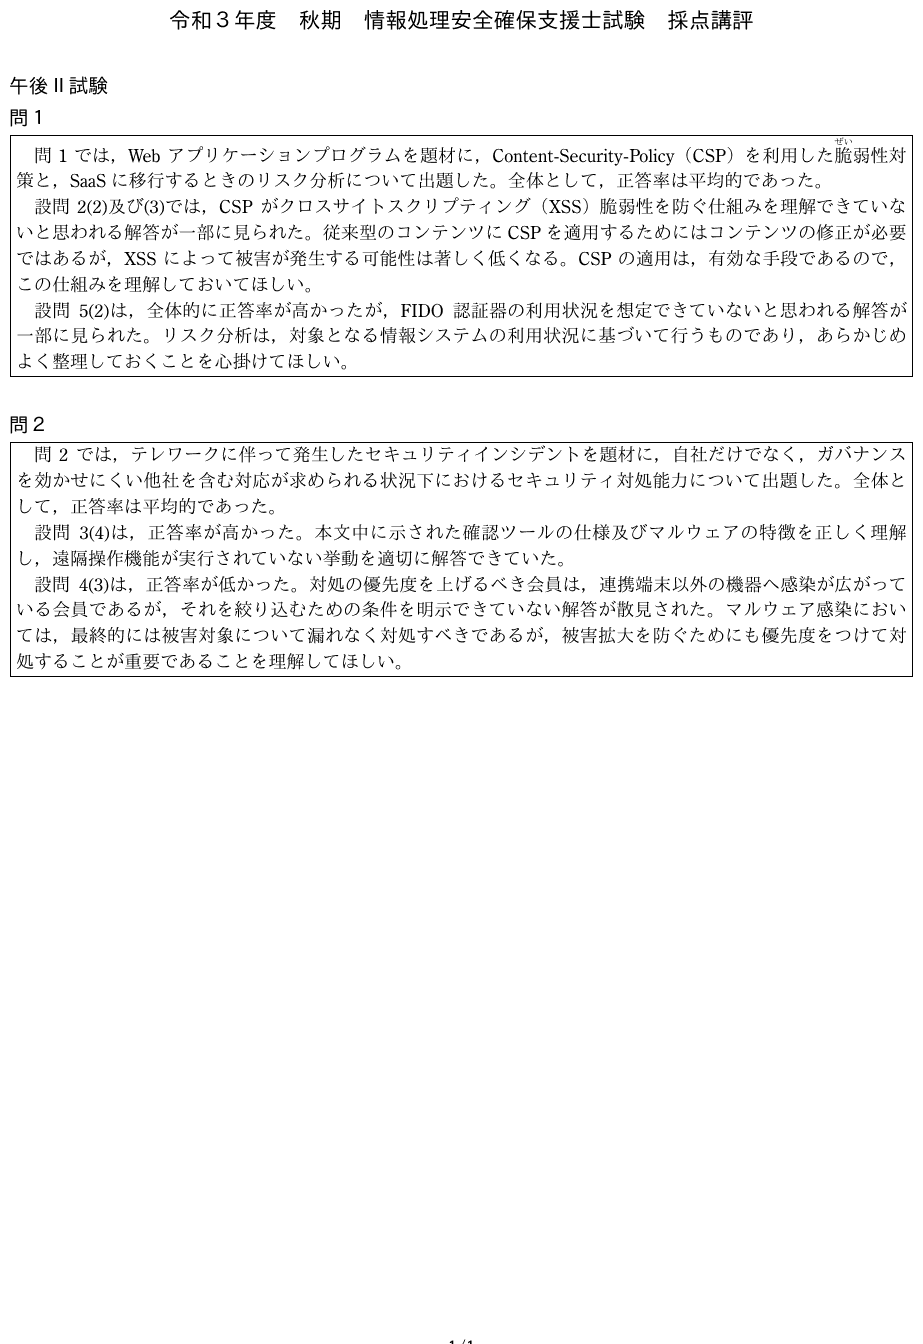 令和３年度　秋期　情報処理安全確保支援士試験　採点講評
午後Ⅱ試験
問１
問 1 では，Web アプリケーションプログラムを題材に，Content-Security-Policy（CSP）を利用した脆弱性対
ぜい
策と，SaaS に移行するときのリスク分析について出題した。全体として，正答率は平均的であった。
設問 2(2)及び(3)では，CSP がクロスサイトスクリプティング（XSS）脆弱性を防ぐ仕組みを理解できていな
いと思われる解答が一部に見られた。従来型のコンテンツに CSP を適用するためにはコンテンツの修正が必要
ではあるが，XSS によって被害が発生する可能性は著しく低くなる。CSP の適用は，有効な手段であるので，
この仕組みを理解しておいてほしい。
設問 5(2)は，全体的に正答率が高かったが，FIDO 認証器の利用状況を想定できていないと思われる解答が
一部に見られた。リスク分析は，対象となる情報システムの利用状況に基づいて行うものであり，あらかじめ
よく整理しておくことを心掛けてほしい。
問２
問 2 では，テレワークに伴って発生したセキュリティインシデントを題材に，自社だけでなく，ガバナンス
を効かせにくい他社を含む対応が求められる状況下におけるセキュリティ対処能力について出題した。全体と
して，正答率は平均的であった。
設問 3(4)は，正答率が高かった。本文中に示された確認ツールの仕様及びマルウェアの特徴を正しく理解
し，遠隔操作機能が実行されていない挙動を適切に解答できていた。
設問 4(3)は，正答率が低かった。対処の優先度を上げるべき会員は，連携端末以外の機器へ感染が広がって
いる会員であるが，それを絞り込むための条件を明示できていない解答が散見された。マルウェア感染におい
ては，最終的には被害対象について漏れなく対処すべきであるが，被害拡大を防ぐためにも優先度をつけて対
処することが重要であることを理解してほしい。
1 / 1